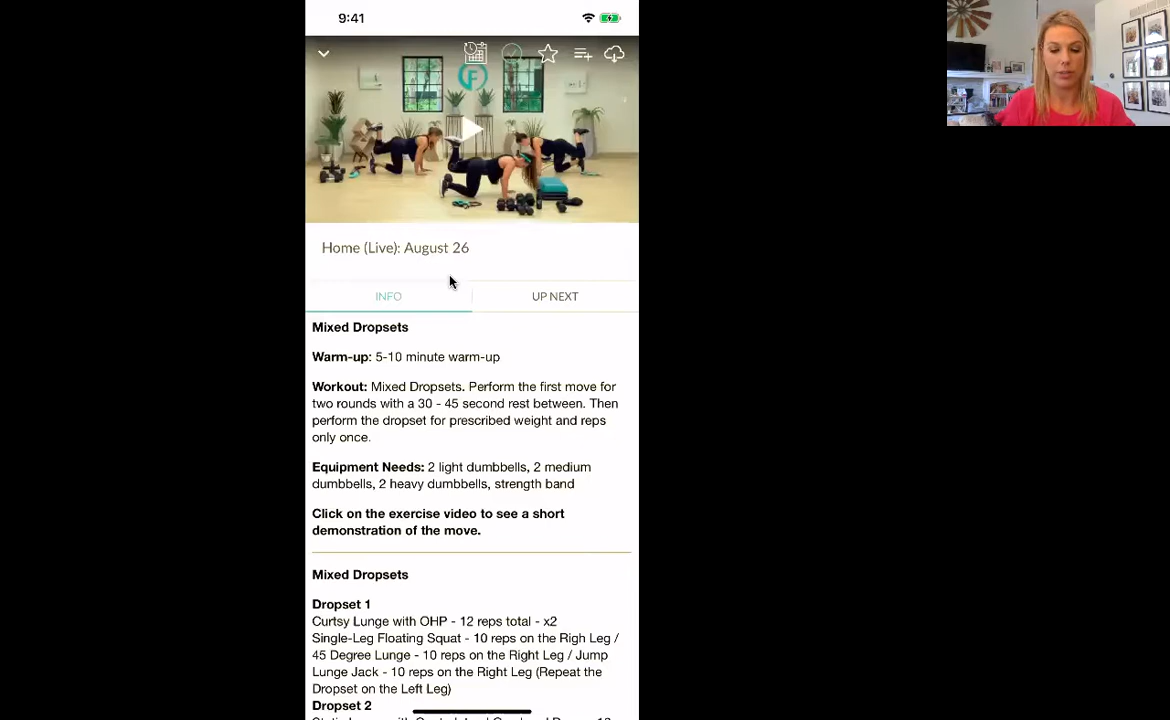 9:41
F
Home (Live): August 26
INFO
UP NEXT
Mixed Dropsets
Warm-up: 5-10 minute warm-up
Workout: Mixed Dropsets. Perform the first move for
two rounds with a 30 - 45 second rest between. Then
perform the dropset for prescribed weight and reps
only once.
Equipment Needs: 2 light dumbbells, 2 medium
dumbbells, 2 heavy dumbbells, strength band
Click on the exercise video to see a short
demonstration of the move.
Mixed Dropsets
Dropset 1
Curtsy Lunge with OHP - 12 reps total - x2
Single-Leg Floating Squat - 10 reps on the Righ Leg /
45 Degree Lunge - 10 reps on the Right Leg / Jump
Lunge Jack - 10 reps on the Right Leg (Repeat the
Dropset on the Left Leg)
Dropset 2